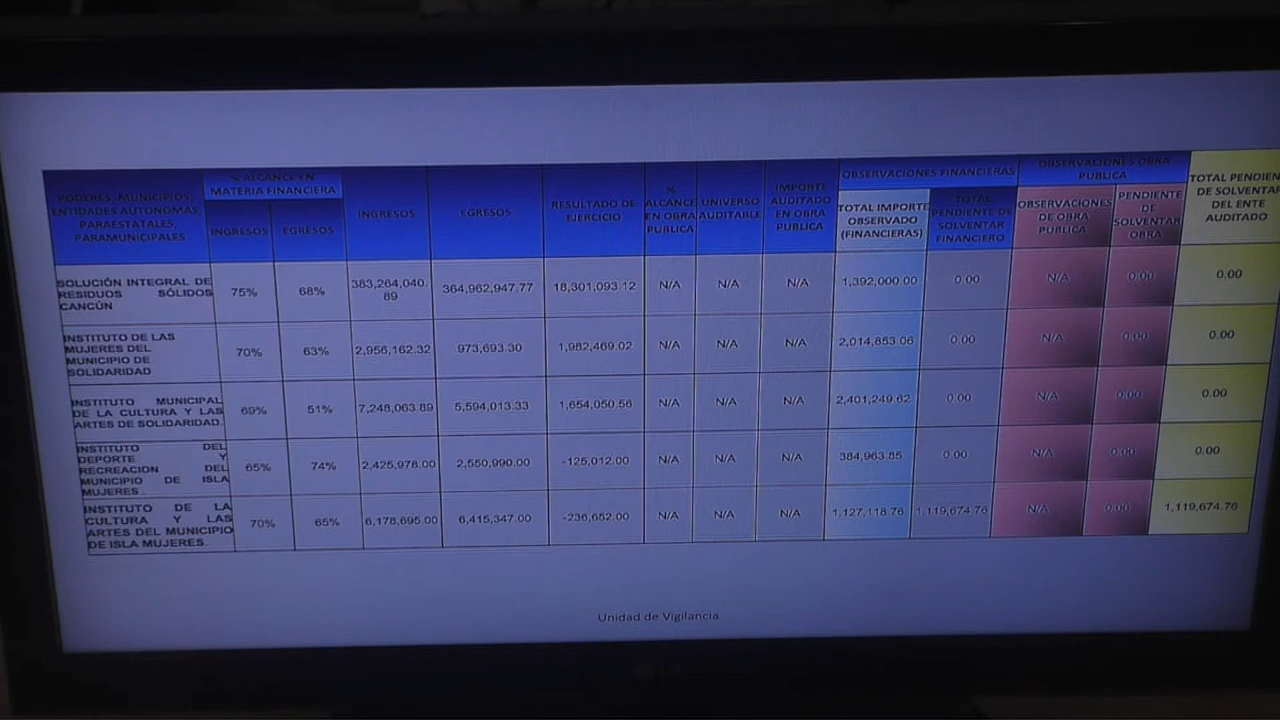 % ALCANCE EN
MATERIA FINANCIERA
OBSERVACIONES FINANCIERAS
OBSERVACIONES OBRA
PUBLICA
PODERES, MUNICIPIOS,
ENTIDADES AUTONOMAS,
PARAESTATALES,
PARAMUNICIPALES
INGRESOS
EGRESOS
INGRESOS
EGRESOS
RESULTADO DE
EJERCICIO
%
ALCANCE
EN OBRA
PUBLICA
UNIVERSO
AUDITABLE
IMPORTE
AUDITADO
EN OBRA
PUBLICA
TOTAL IMPORTE
OBSERVADO
(FINANCIERAS)
TOTAL
PENDIENTE DE
SOLVENTAR
FINANCIERO
OBSERVACIONES
DE OBRA
PUBLICA
PENDIENTE
DE
SOLVENTAR
OBRA
TOTAL PENDIEN
DE SOLVENTAR
DEL ENTE
AUDITADO
SOLUCIÓN INTEGRAL DE
RESIDUOS SÓLIDOS
CANCÚN
75%
68%
383,264,040.
89
364,962,947.77
18,301,093.12
N/A
N/A
N/A
1,392,000.00
0.00
N/A
0.00
0.00
INSTITUTO DE LAS
MUJERES DEL
MUNICIPIO DE
SOLIDARIDAD
70%
63%
2,956,162.32
973,693.30
1,982,469.02
N/A
N/A
N/A
2,014,853.06
0.00
N/A
0.00
0.00
INSTITUTO MUNICIPAL
DE LA CULTURA Y LAS
ARTES DE SOLIDARIDAD.
69%
51%
7,248,063.89
5,594,013.33
1,654,050.56
N/A
N/A
N/A
2,401,249.62
0.00
N/A
0.00
0.00
INSTITUTO DEL
DEPORTE Y
RECREACION DEL
MUNICIPIO DE ISLA
MUJERES
65%
74%
2,425,978.00
2,550,990.00
-125,012.00
N/A
N/A
N/A
384,963.85
0.00
N/A
0.00
0.00
INSTITUTO DE LA
CULTURA Y LAS
ARTES DEL MUNICIPIO
DE ISLA MUJERES.
70%
65%
6,178,695.00
6,415,347.00
-236,652.00
N/A
N/A
N/A
1,127,118.76
1,119,674.76
N/A
0.00
1,119,674.76
Unidad de Vigilancia
LG